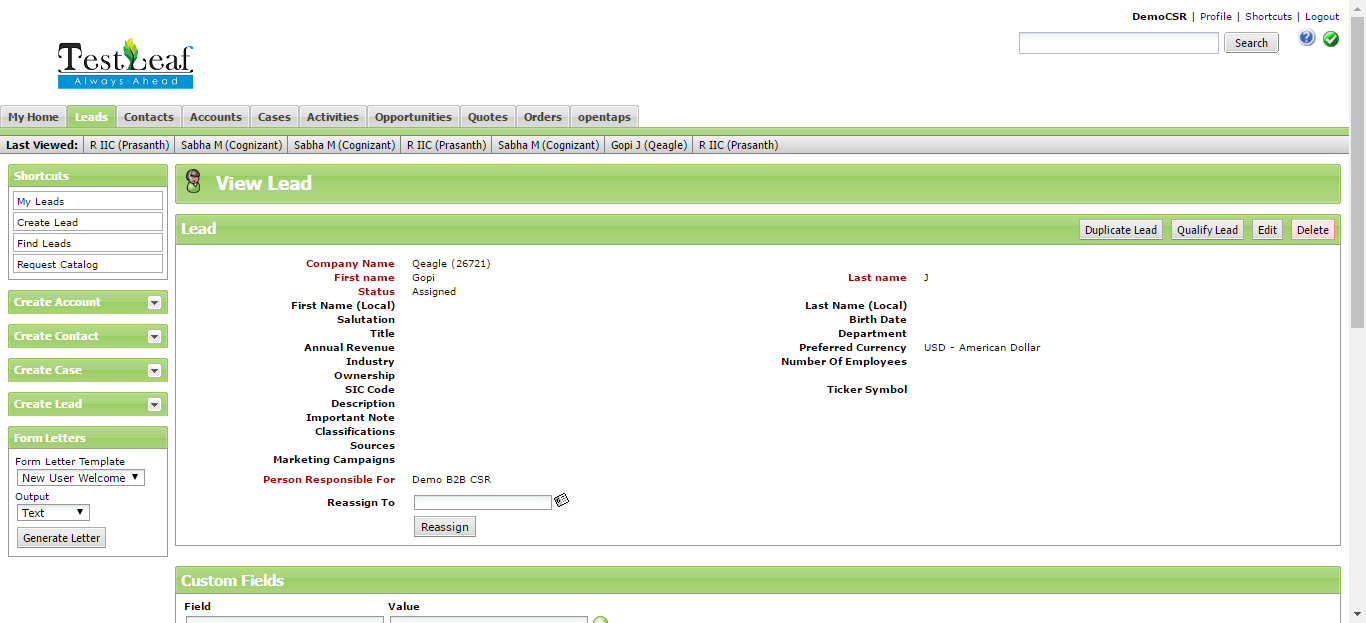 DemoCSR | Profile | Shortcuts | Logout
Search
TestLeaf
Always Ahead
My Home Leads Contacts Accounts Cases Activities Opportunities Quotes Orders opentaps
Last Viewed: R IIC (Prasanth) Sabha M (Cognizant) Sabha M (Cognizant) R IIC (Prasanth) Sabha M (Cognizant) Gopi J (Qeagle) R IIC (Prasanth)
Shortcuts
My Leads
Create Lead
Find Leads
Request Catalog
Create Account
Create Contact
Create Case
Create Lead
Form Letters
Form Letter Template
New User Welcome
Output
Text
Generate Letter
View Lead
Lead Duplicate Lead Qualify Lead Edit Delete
Company Name Qeagle (26721)
First name Gopi Last name J
Status Assigned
First Name (Local) Last Name (Local)
Salutation Birth Date
Title Department
Annual Revenue Preferred Currency USD - American Dollar
Industry Number Of Employees
Ownership
SIC Code Ticker Symbol
Description
Important Note
Classifications
Sources
Marketing Campaigns
Person Responsible For Demo B2B CSR
Reassign To
Reassign
Custom Fields
Field Value